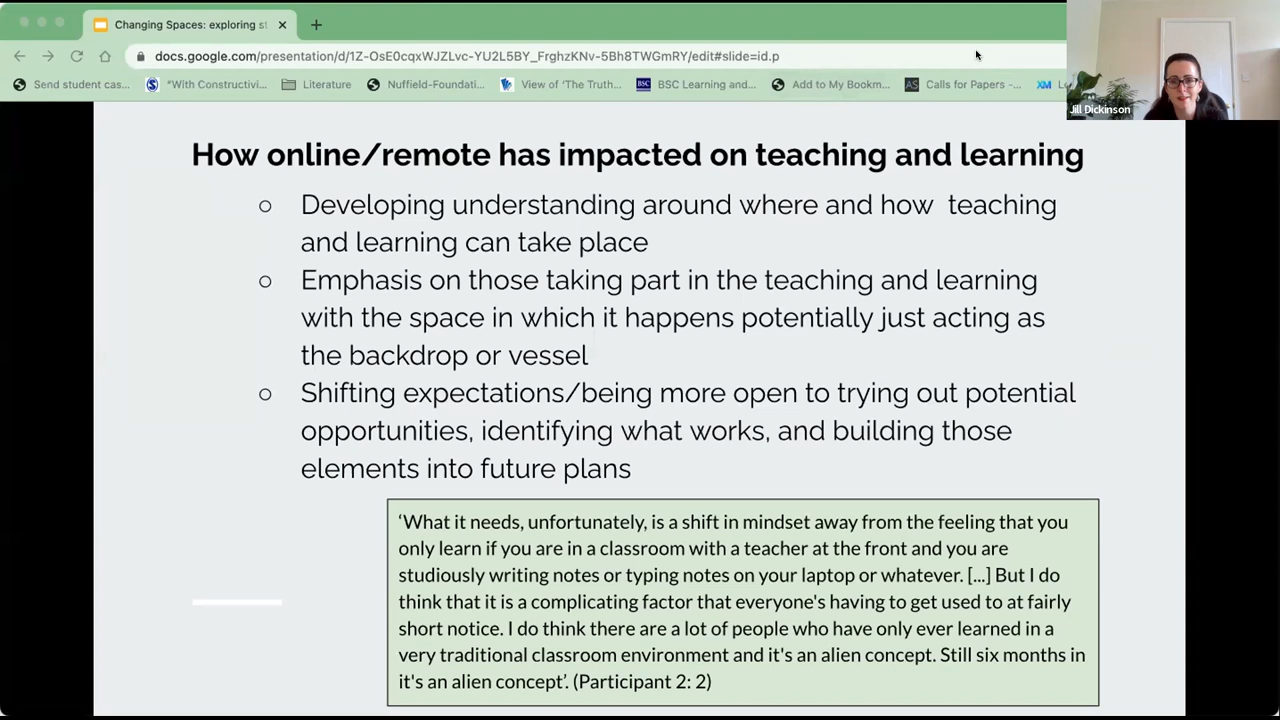 Changing Spaces: exploring st
docs.google.com/presentation/d/1Z-OsE0cqxWJZLvc-YU2L5BY_FrghzKNv-5Bh8TWGmRY/edit#slide=id.p
Send student cas...
"With Constructivi...
Literature
Nuffield-Foundati...
View of 'The Truth...
BSC Learning and...
Add to My Bookm...
Calls for Papers -...
Jill Dickinson
How online/remote has impacted on teaching and learning
○ Developing understanding around where and how teaching
and learning can take place
○ Emphasis on those taking part in the teaching and learning
with the space in which it happens potentially just acting as
the backdrop or vessel
○ Shifting expectations/being more open to trying out potential
opportunities, identifying what works, and building those
elements into future plans
‘What it needs, unfortunately, is a shift in mindset away from the feeling that you
only learn if you are in a classroom with a teacher at the front and you are
studiously writing notes or typing notes on your laptop or whatever. [...] But I do
think that it is a complicating factor that everyone's having to get used to at fairly
short notice. I do think there are a lot of people who have only ever learned in a
very traditional classroom environment and it's an alien concept. Still six months in
it's an alien concept’. (Participant 2: 2)